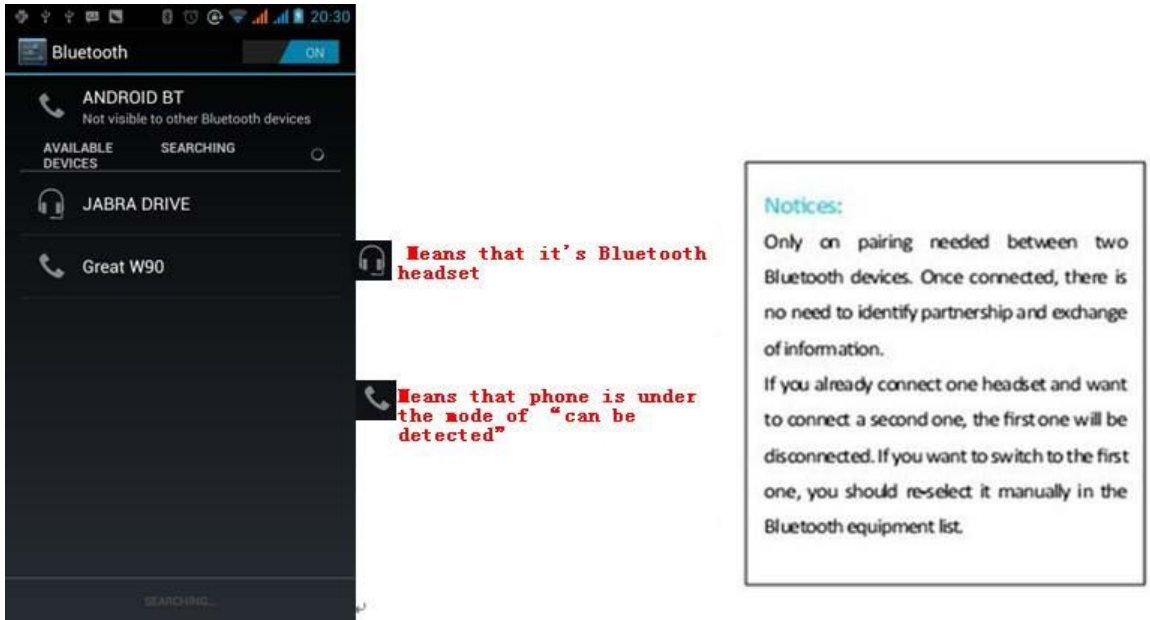 20:30
Bluetooth
ON
ANDROID BT
Not visible to other Bluetooth devices
AVAILABLE DEVICES
SEARCHING
JABRA DRIVE
Great W90
SEARCHING...
Means that it's Bluetooth
headset
Means that phone is under
the mode of “can be
detected”
Notices:
Only on pairing needed between two
Bluetooth devices. Once connected, there is
no need to identify partnership and exchange
of information.
If you already connect one headset and want
to connect a second one, the first one will be
disconnected. If you want to switch to the first
one, you should re-select it manually in the
Bluetooth equipment list.